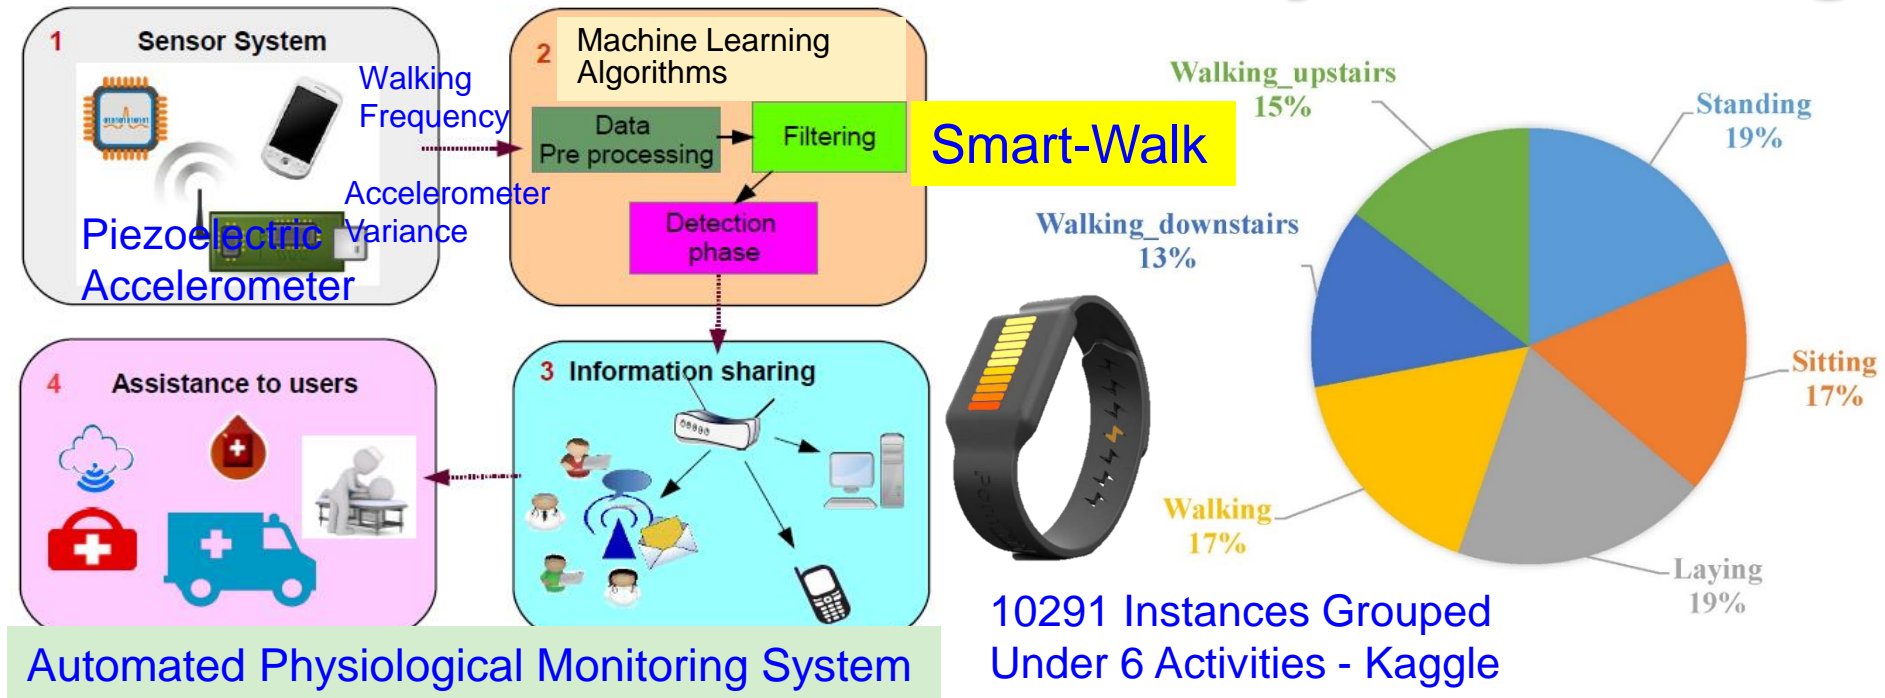 1 Sensor System
Walking
Frequency
Accelerometer
Variance
Piezoelectric
Accelerometer
2 Machine Learning
Algorithms
Data
Pre processing
Filtering
Detection
phase
Smart-Walk
3 Information sharing
4 Assistance to users
Automated Physiological Monitoring System
Walking_upstairs
15%
Standing
19%
Walking_downstairs
13%
Sitting
17%
Walking
17%
Laying
19%
10291 Instances Grouped
Under 6 Activities - Kaggle